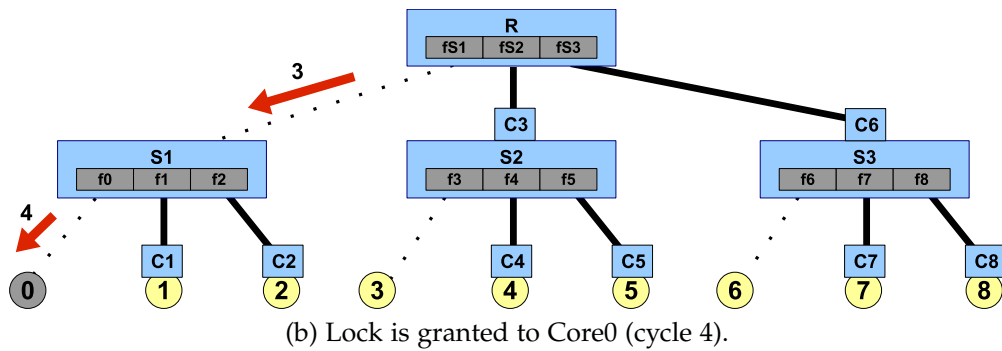 R
fS1 fS2 fS3
3
C3 C6
S1 S2 S3
f0 f1 f2 f3 f4 f5 f6 f7 f8
4
C1 C2 C4 C5 C7 C8
0 1 2 3 4 5 6 7 8
(b) Lock is granted to Core0 (cycle 4).